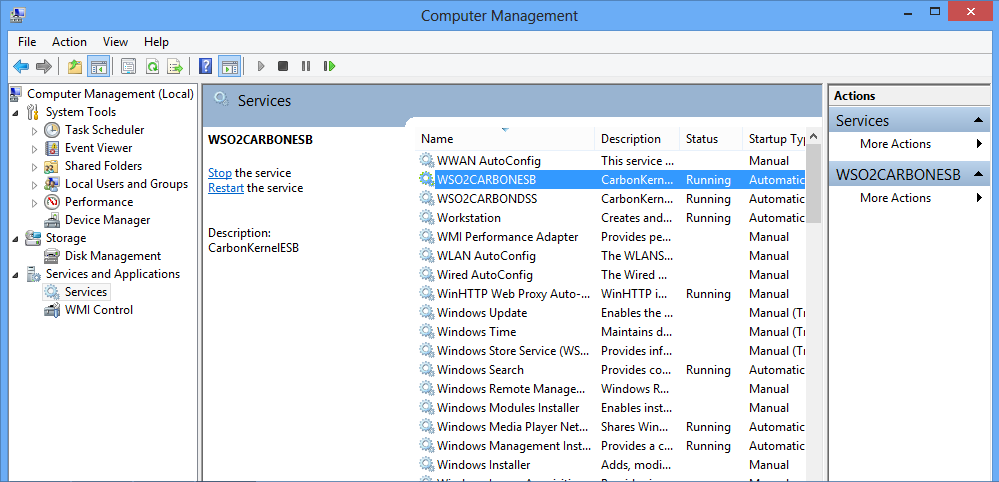 Computer Management
File Action View Help
Computer Management (Local)
System Tools
Task Scheduler
Event Viewer
Shared Folders
Local Users and Groups
Performance
Device Manager
Storage
Disk Management
Services and Applications
Services
WMI Control
Services
WSO2CARBONESB
Stop the service
Restart the service
Description:
CarbonKernelESB
Name Description Status Startup Typ
WWAN AutoConfig This service ... Manual
WSO2CARBONESB CarbonKern... Running Automatic
WSO2CARBONDSS CarbonKern... Running Automatic
Workstation Creates and... Running Automatic
WMI Performance Adapter Provides pe... Manual
WLAN AutoConfig The WLANS... Manual
Wired AutoConfig The Wired ... Manual
WinHTTP Web Proxy Auto-... WinHTTP i... Running Manual
Windows Update Enables the ... Manual (Tr
Windows Time Maintains d... Manual (Tr
Windows Store Service (WS... Provides inf... Manual (Tr
Windows Search Provides co... Running Automatic
Windows Remote Manage... Windows R... Manual
Windows Modules Installer Enables inst... Manual
Windows Media Player Net... Shares Win... Running Automatic
Windows Management Inst... Provides a c... Running Automatic
Windows Installer Adds, modi... Manual
Actions
Services
More Actions
WSO2CARBONESB
More Actions